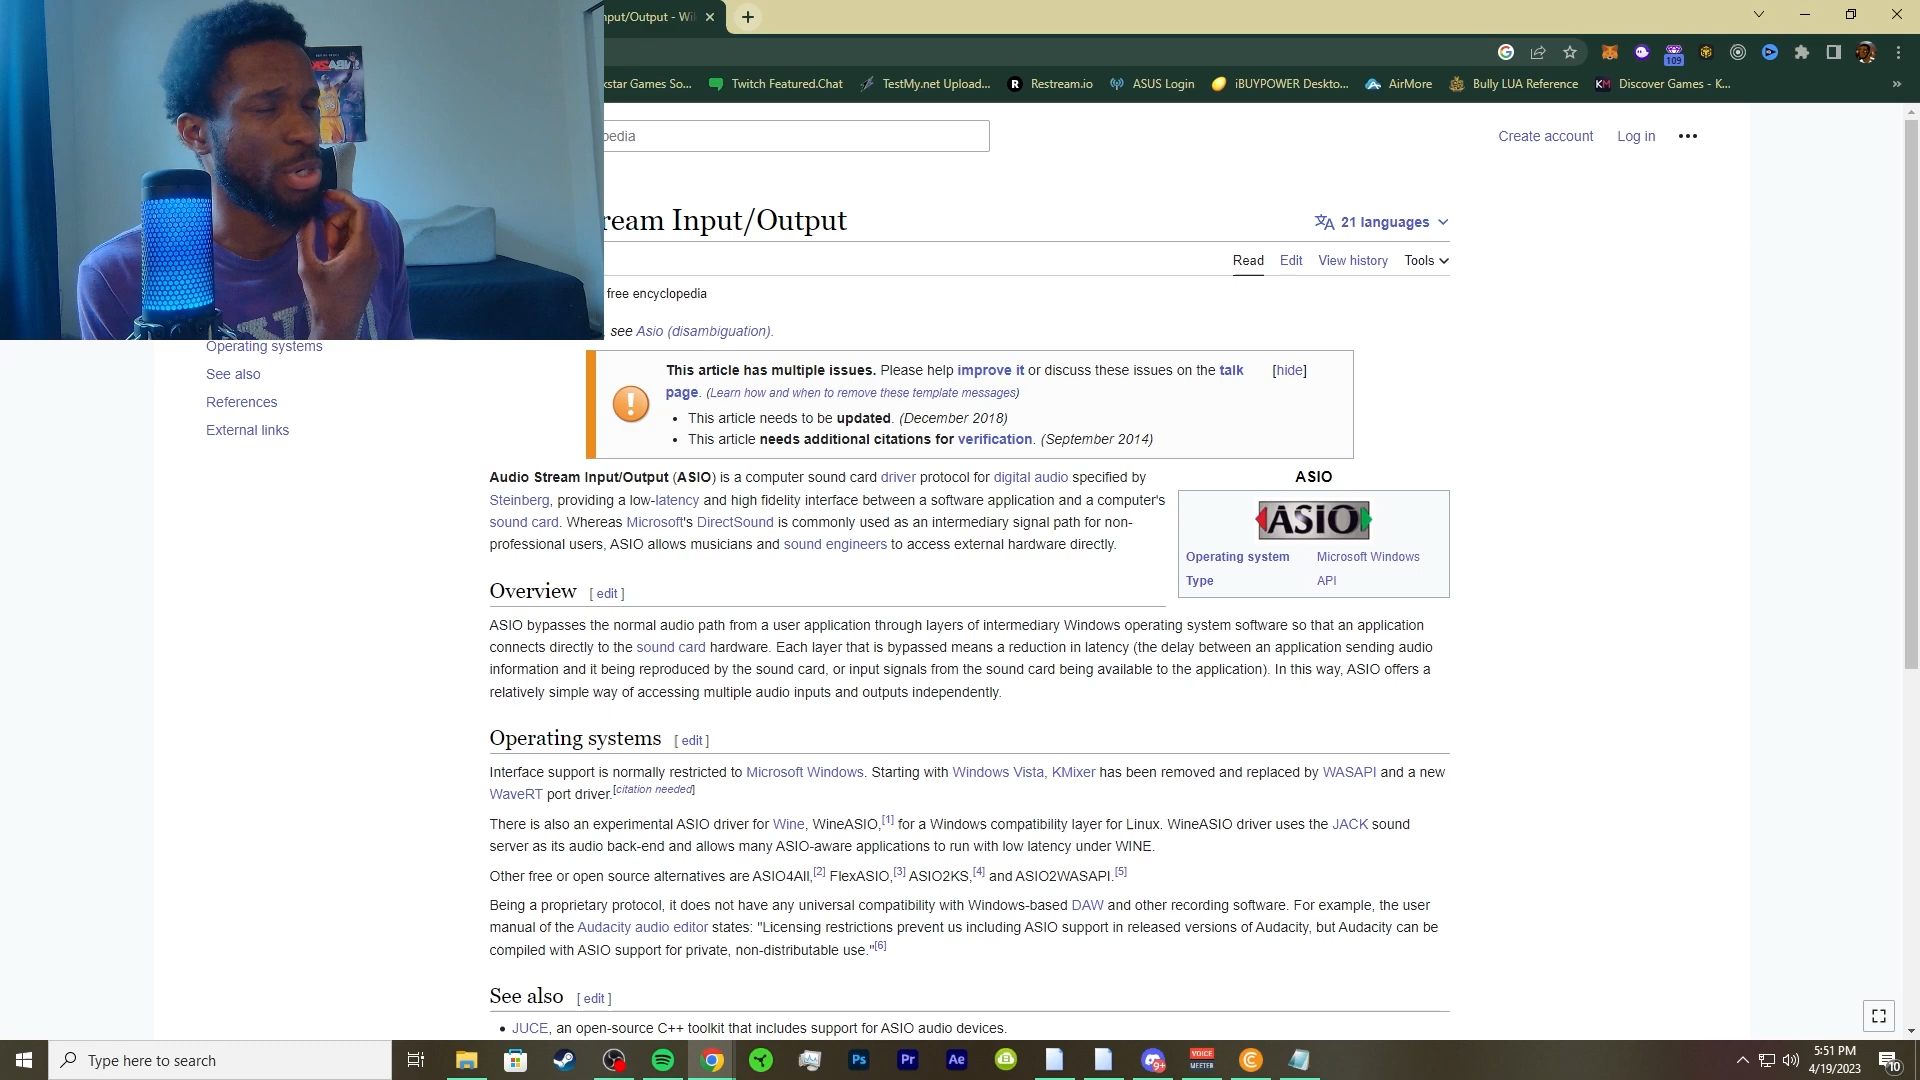 nput/Output - Wi
kstar Games So...
Twitch Featured.Chat
TestMy.net Upload...
Restream.io
ASUS Login
iBUYPOWER Deskto...
AirMore
Bully LUA Reference
Discover Games - K...
»
109
pedia
Create account
Log in
ream Input/Output
21 languages
Read
Edit
View history
Tools
free encyclopedia
see Asio (disambiguation).
Operating systems
See also
References
External links
This article has multiple issues. Please help improve it or discuss these issues on the talk
page. (Learn how and when to remove these template messages)
[hide]
• This article needs to be updated. (December 2018)
• This article needs additional citations for verification. (September 2014)
Audio Stream Input/Output (ASIO) is a computer sound card driver protocol for digital audio specified by
Steinberg, providing a low-latency and high fidelity interface between a software application and a computer's
sound card. Whereas Microsoft's DirectSound is commonly used as an intermediary signal path for non-
professional users, ASIO allows musicians and sound engineers to access external hardware directly.
ASIO
ASIO
Operating system Microsoft Windows
Type API
Overview [ edit ]
ASIO bypasses the normal audio path from a user application through layers of intermediary Windows operating system software so that an application
connects directly to the sound card hardware. Each layer that is bypassed means a reduction in latency (the delay between an application sending audio
information and it being reproduced by the sound card, or input signals from the sound card being available to the application). In this way, ASIO offers a
relatively simple way of accessing multiple audio inputs and outputs independently.
Operating systems [ edit ]
Interface support is normally restricted to Microsoft Windows. Starting with Windows Vista, KMixer has been removed and replaced by WASAPI and a new
WaveRT port driver.[citation needed]
There is also an experimental ASIO driver for Wine, WineASIO,[1] for a Windows compatibility layer for Linux. WineASIO driver uses the JACK sound
server as its audio back-end and allows many ASIO-aware applications to run with low latency under WINE.
Other free or open source alternatives are ASIO4All,[2] FlexASIO,[3] ASIO2KS,[4] and ASIO2WASAPI.[5]
Being a proprietary protocol, it does not have any universal compatibility with Windows-based DAW and other recording software. For example, the user
manual of the Audacity audio editor states: "Licensing restrictions prevent us including ASIO support in released versions of Audacity, but Audacity can be
compiled with ASIO support for private, non-distributable use."[6]
See also [ edit ]
• JUCE, an open-source C++ toolkit that includes support for ASIO audio devices.
Type here to search
Ps
Pr
Ae
9+
VOICE
MEETER
5:51 PM
4/19/2023
10